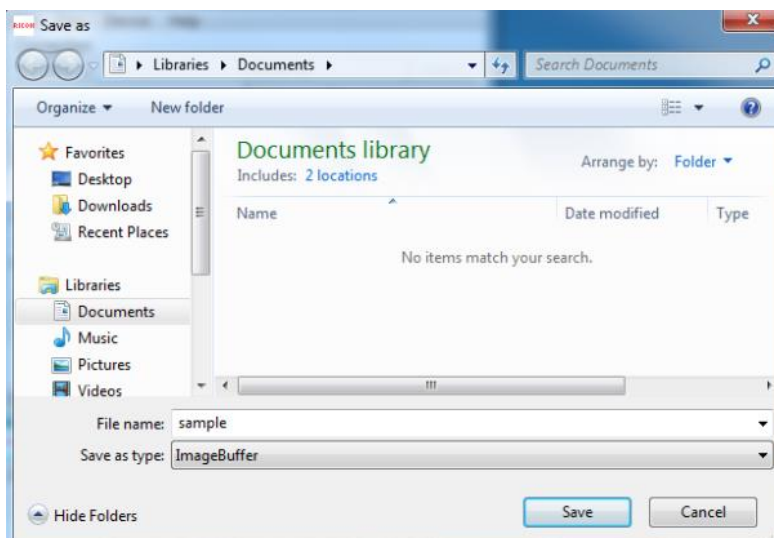 RICOH Save as
Libraries Documents
Search Documents
Organize New folder
Favorites
Desktop
Downloads
Recent Places
Libraries
Documents
Music
Pictures
Videos
Documents library
Includes: 2 locations
Arrange by: Folder
Name Date modified Type
No items match your search.
File name: sample
Save as type: ImageBuffer
Hide Folders Save Cancel